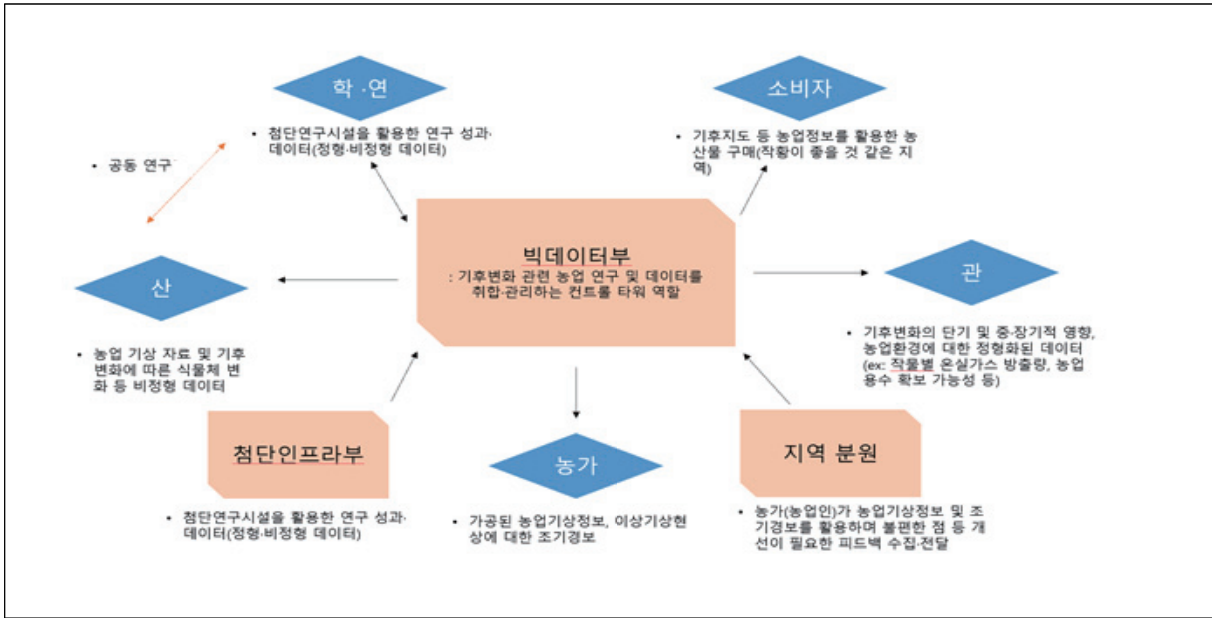 학 ·연
• 첨단연구시설을 활용한 연구 성과·
데이터(정형·비정형 데이터)
소비자
• 기후지도 등 농업정보를 활용한 농
산물 구매(작황이 좋을 것 같은 지
역)
• 공동 연구
빅데이터부
: 기후변화 관련 농업 연구 및 데이터를
취합·관리하는 컨트롤 타워 역할
산
• 농업 기상 자료 및 기후
변화에 따른 식물체 변
화 등 비정형 데이터
관
• 기후변화의 단기 및 중·장기적 영향,
농업환경에 대한 정형화된 데이터
(ex: 작물별 온실가스 방출량, 농업
용수 확보 가능성 등)
첨단인프라부
• 첨단연구시설을 활용한 연구 성과·
데이터(정형·비정형 데이터)
농가
• 가공된 농업기상정보, 이상기상현
상에 대한 조기경보
지역 분원
• 농가(농업인)가 농업기상정보 및 조
기경보를 활용하며 불편한 점 등 개
선이 필요한 피드백 수집·전달